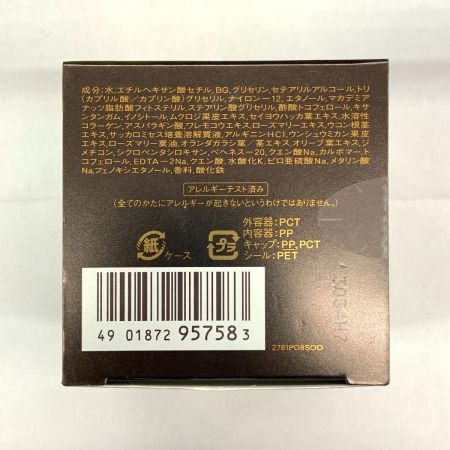 成分:水,エチルヘキサン酸セチル,BG,グリセリン,セテアリルアルコール,トリ
(カプリル酸/カプリン酸)グリセリル,ナイロン−12,エタノール,マカデミア
ナッツ脂肪酸フィトステリル,ステアリン酸グリセリル,酢酸トコフェロール,キサ
ンタンガム,イノシトール,ムクロジ果皮エキス,セイヨウハッカ葉エキス,水溶性
コラーゲン,アスパラギン酸,ワレモコウエキス,ローズマリーエキス,ウコン根茎
エキス,サッカロミセス培養溶解質液,アルギニンHCl,ウンシュウミカン果皮
エキス,ローズマリー葉油,オランダガラシ葉/茎エキス,オリーブ葉エキス,ジ
メチコン,シクロペンタシロキサン,ベヘネス−20,クエン酸Na,カルボマー,ト
コフェロール,EDTA−2Na,クエン酸,水酸化K,ピロ亜硫酸Na,メタリン酸
Na,フェノキシエタノール,香料,酸化鉄
アレルギーテスト済み
(全てのかたにアレルギーが起きないというわけではありません)
紙
ケース
プラ
外容器:PCT
内容器:PP
キャップ:PP,PCT
シール:PET
49 01872 957583
2781P08S00